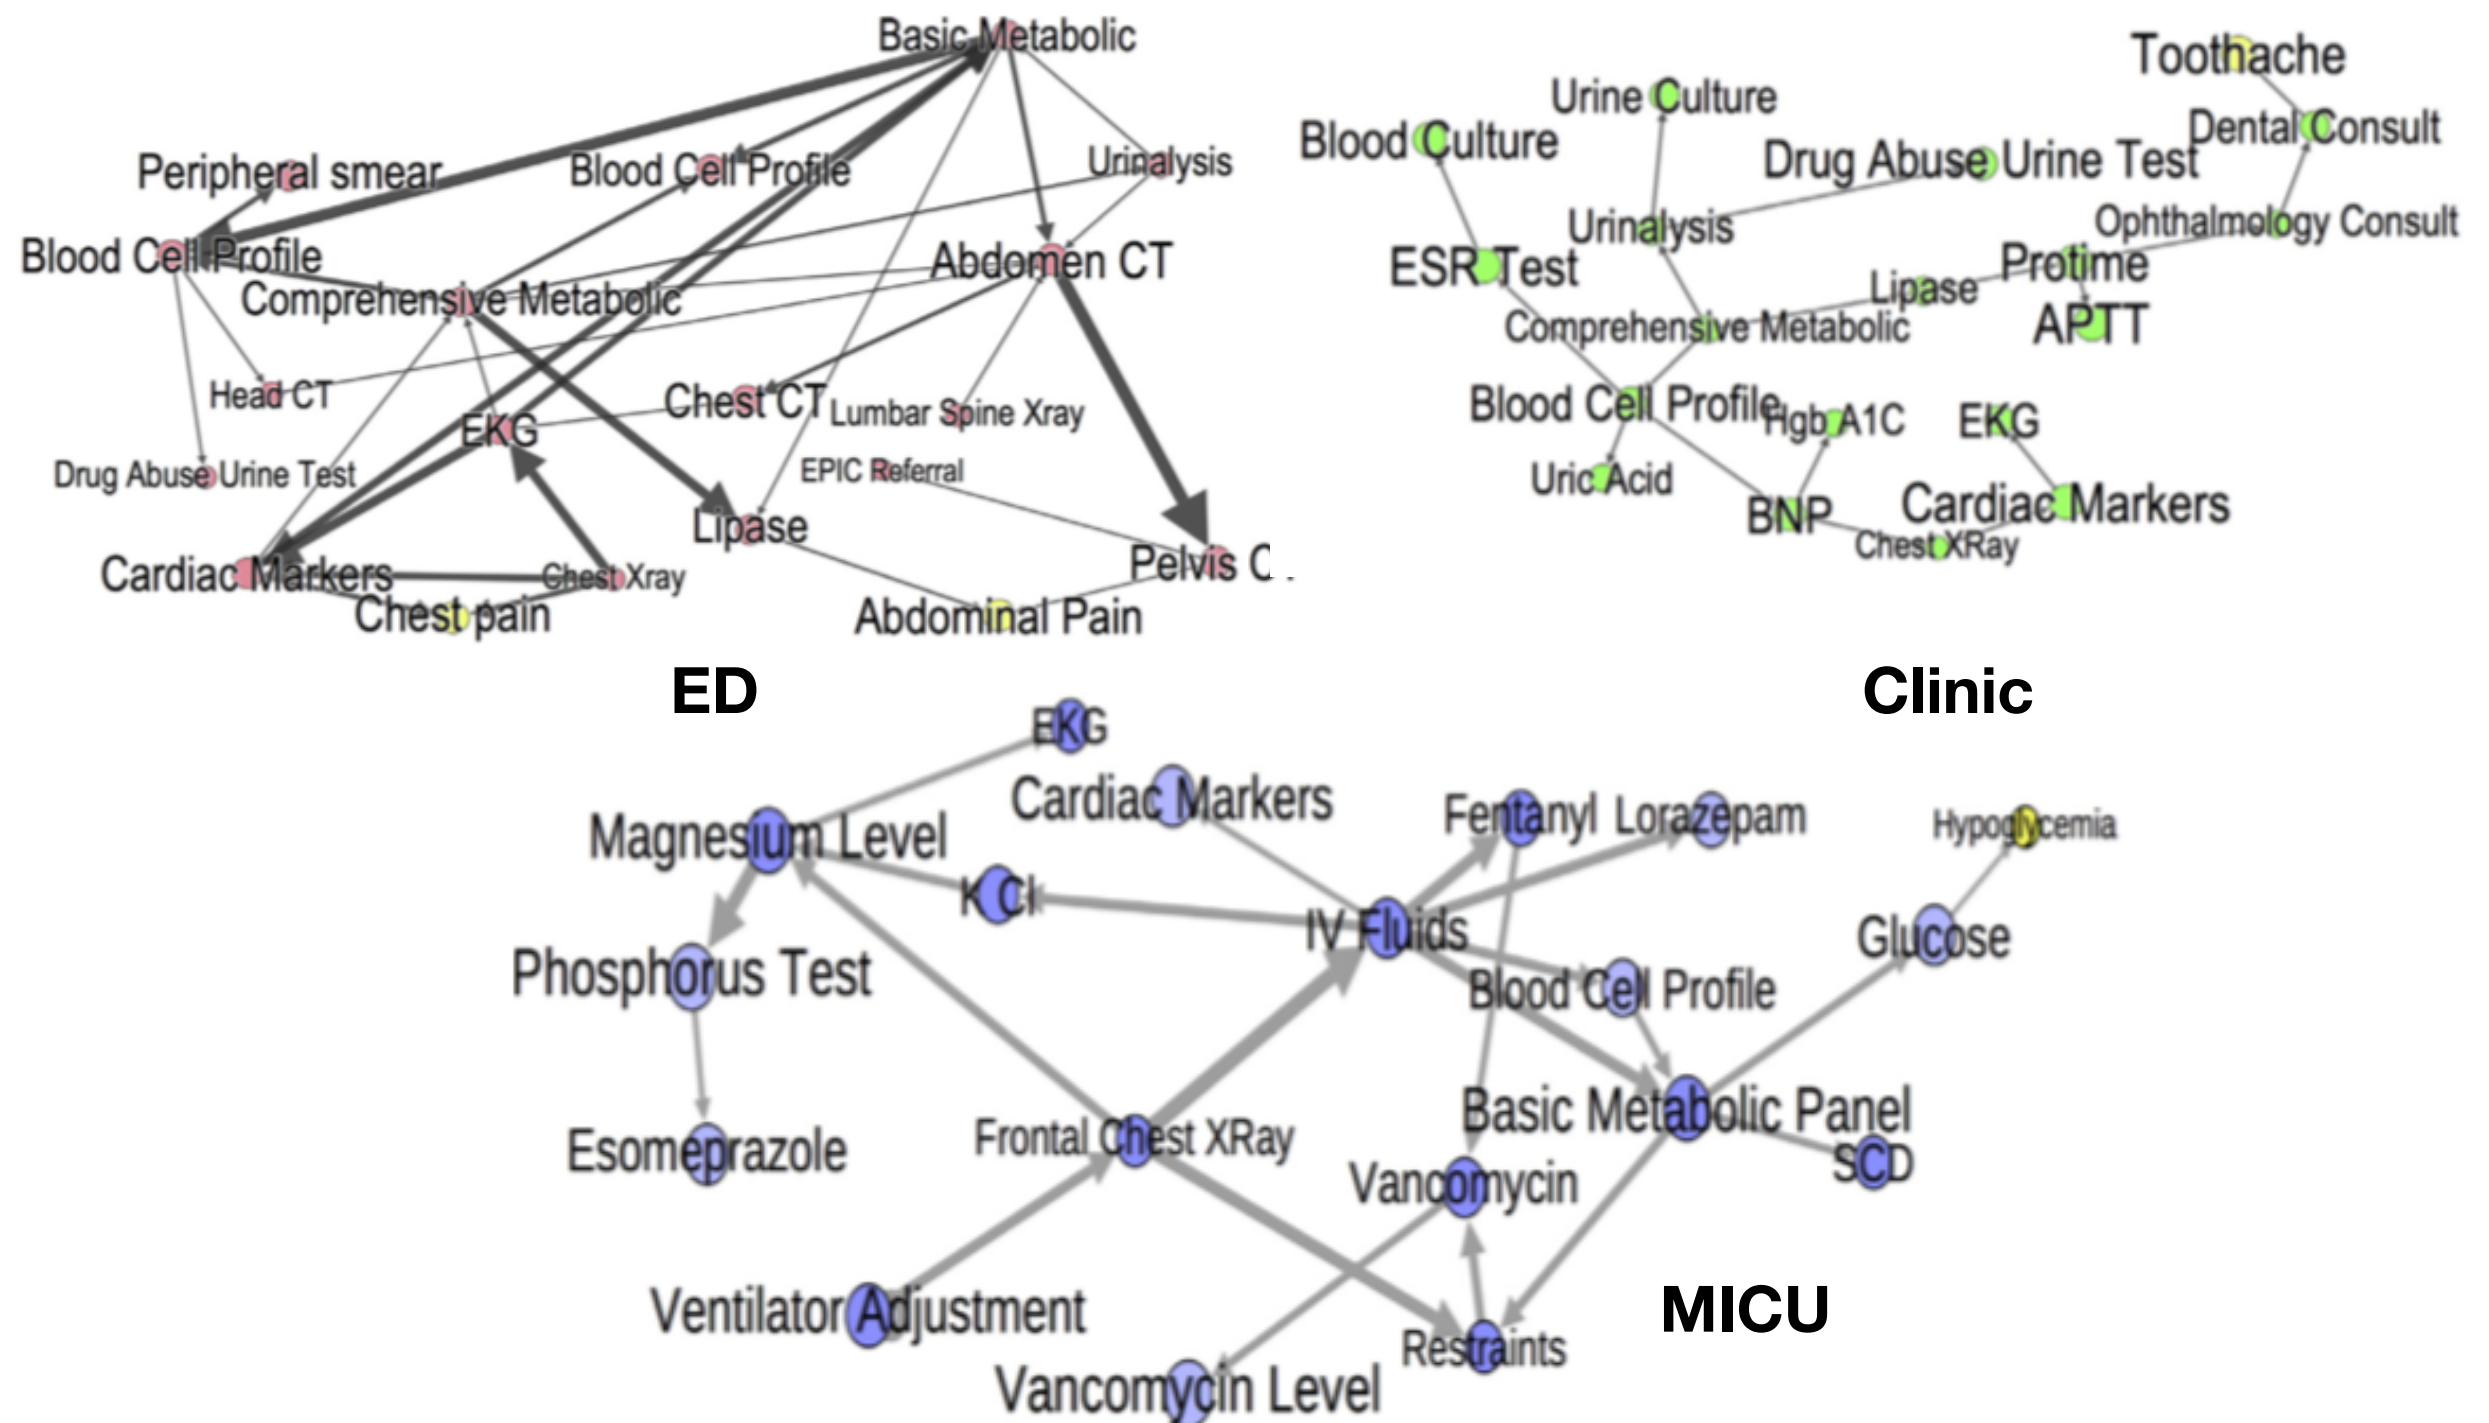 Basic Metabolic
Peripheral smear
Blood Cell Profile
Urinalysis
Blood Cell Profile
Abdomen CT
Comprehensive Metabolic
Head CT
Chest CT
Lumbar Spine Xray
EKG
Drug Abuse Urine Test
EPIC Referral
Lipase
Pelvis C
Cardiac Markers
Chest Xray
Chest pain
Abdominal Pain
ED
Toothache
Urine Culture
Blood Culture
Dental Consult
Drug Abuse Urine Test
Urinalysis
Ophthalmology Consult
ESR Test
Protime
Lipase
Comprehensive Metabolic
APTT
Blood Cell Profile
Hgb A1C
EKG
Uric Acid
BNP
Cardiac Markers
Chest XRay
Clinic
EKG
Cardiac Markers
Magnesium Level
Fentanyl
Lorazepam
Hypoglycemia
K Cl
IV Fluids
Glucose
Phosphorus Test
Blood Cell Profile
Basic Metabolic Panel
Esomeprazole
Frontal Chest XRay
SCD
Vancomycin
Ventilator Adjustment
MICU
Restraints
Vancomycin Level